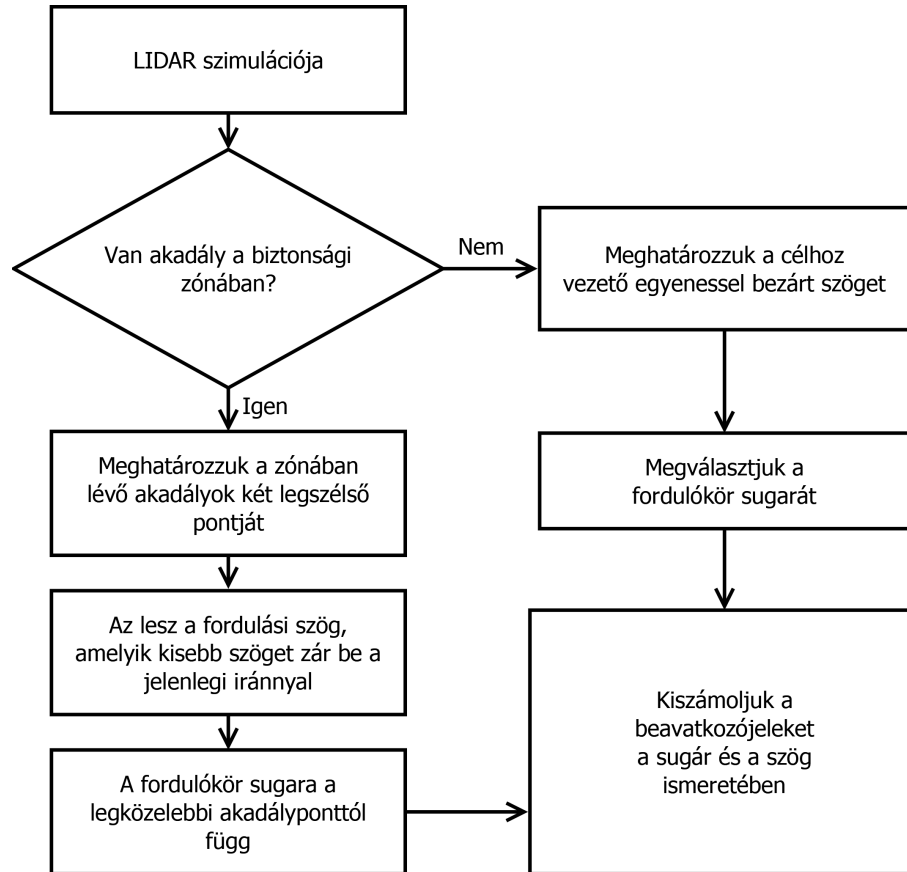 LIDAR szimulációja
Van akadály a biztonsági
zónában?
Nem
Meghatározzuk a célhoz
vezető egyenessel bezárt szöget
Igen
Meghatározzuk a zónában
lévő akadályok két legszélső
pontját
Megválasztjuk a
fordulókör sugarát
Az lesz a fordulási szög,
amelyik kisebb szöget zár be a
jelenlegi iránnyal
Kiszámoljuk a
beavatkozójeleket
a sugár és a szög
ismeretében
A fordulókör sugara a
legközelebbi akadályponttól
függ